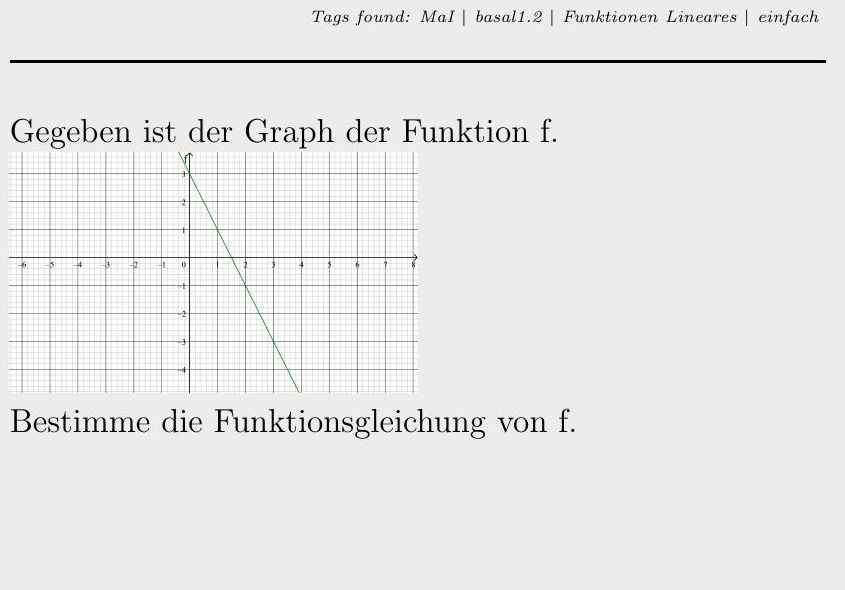 Tags found: MaI | basal1.2 | Funktionen Lineares | einfach
Gegeben ist der Graph der Funktion f.
f
3
2
1
-6 -5 -4 -3 -2 -1 0 1 2 3 4 5 6 7 8
-1
-2
-3
-4
Bestimme die Funktionsgleichung von f.